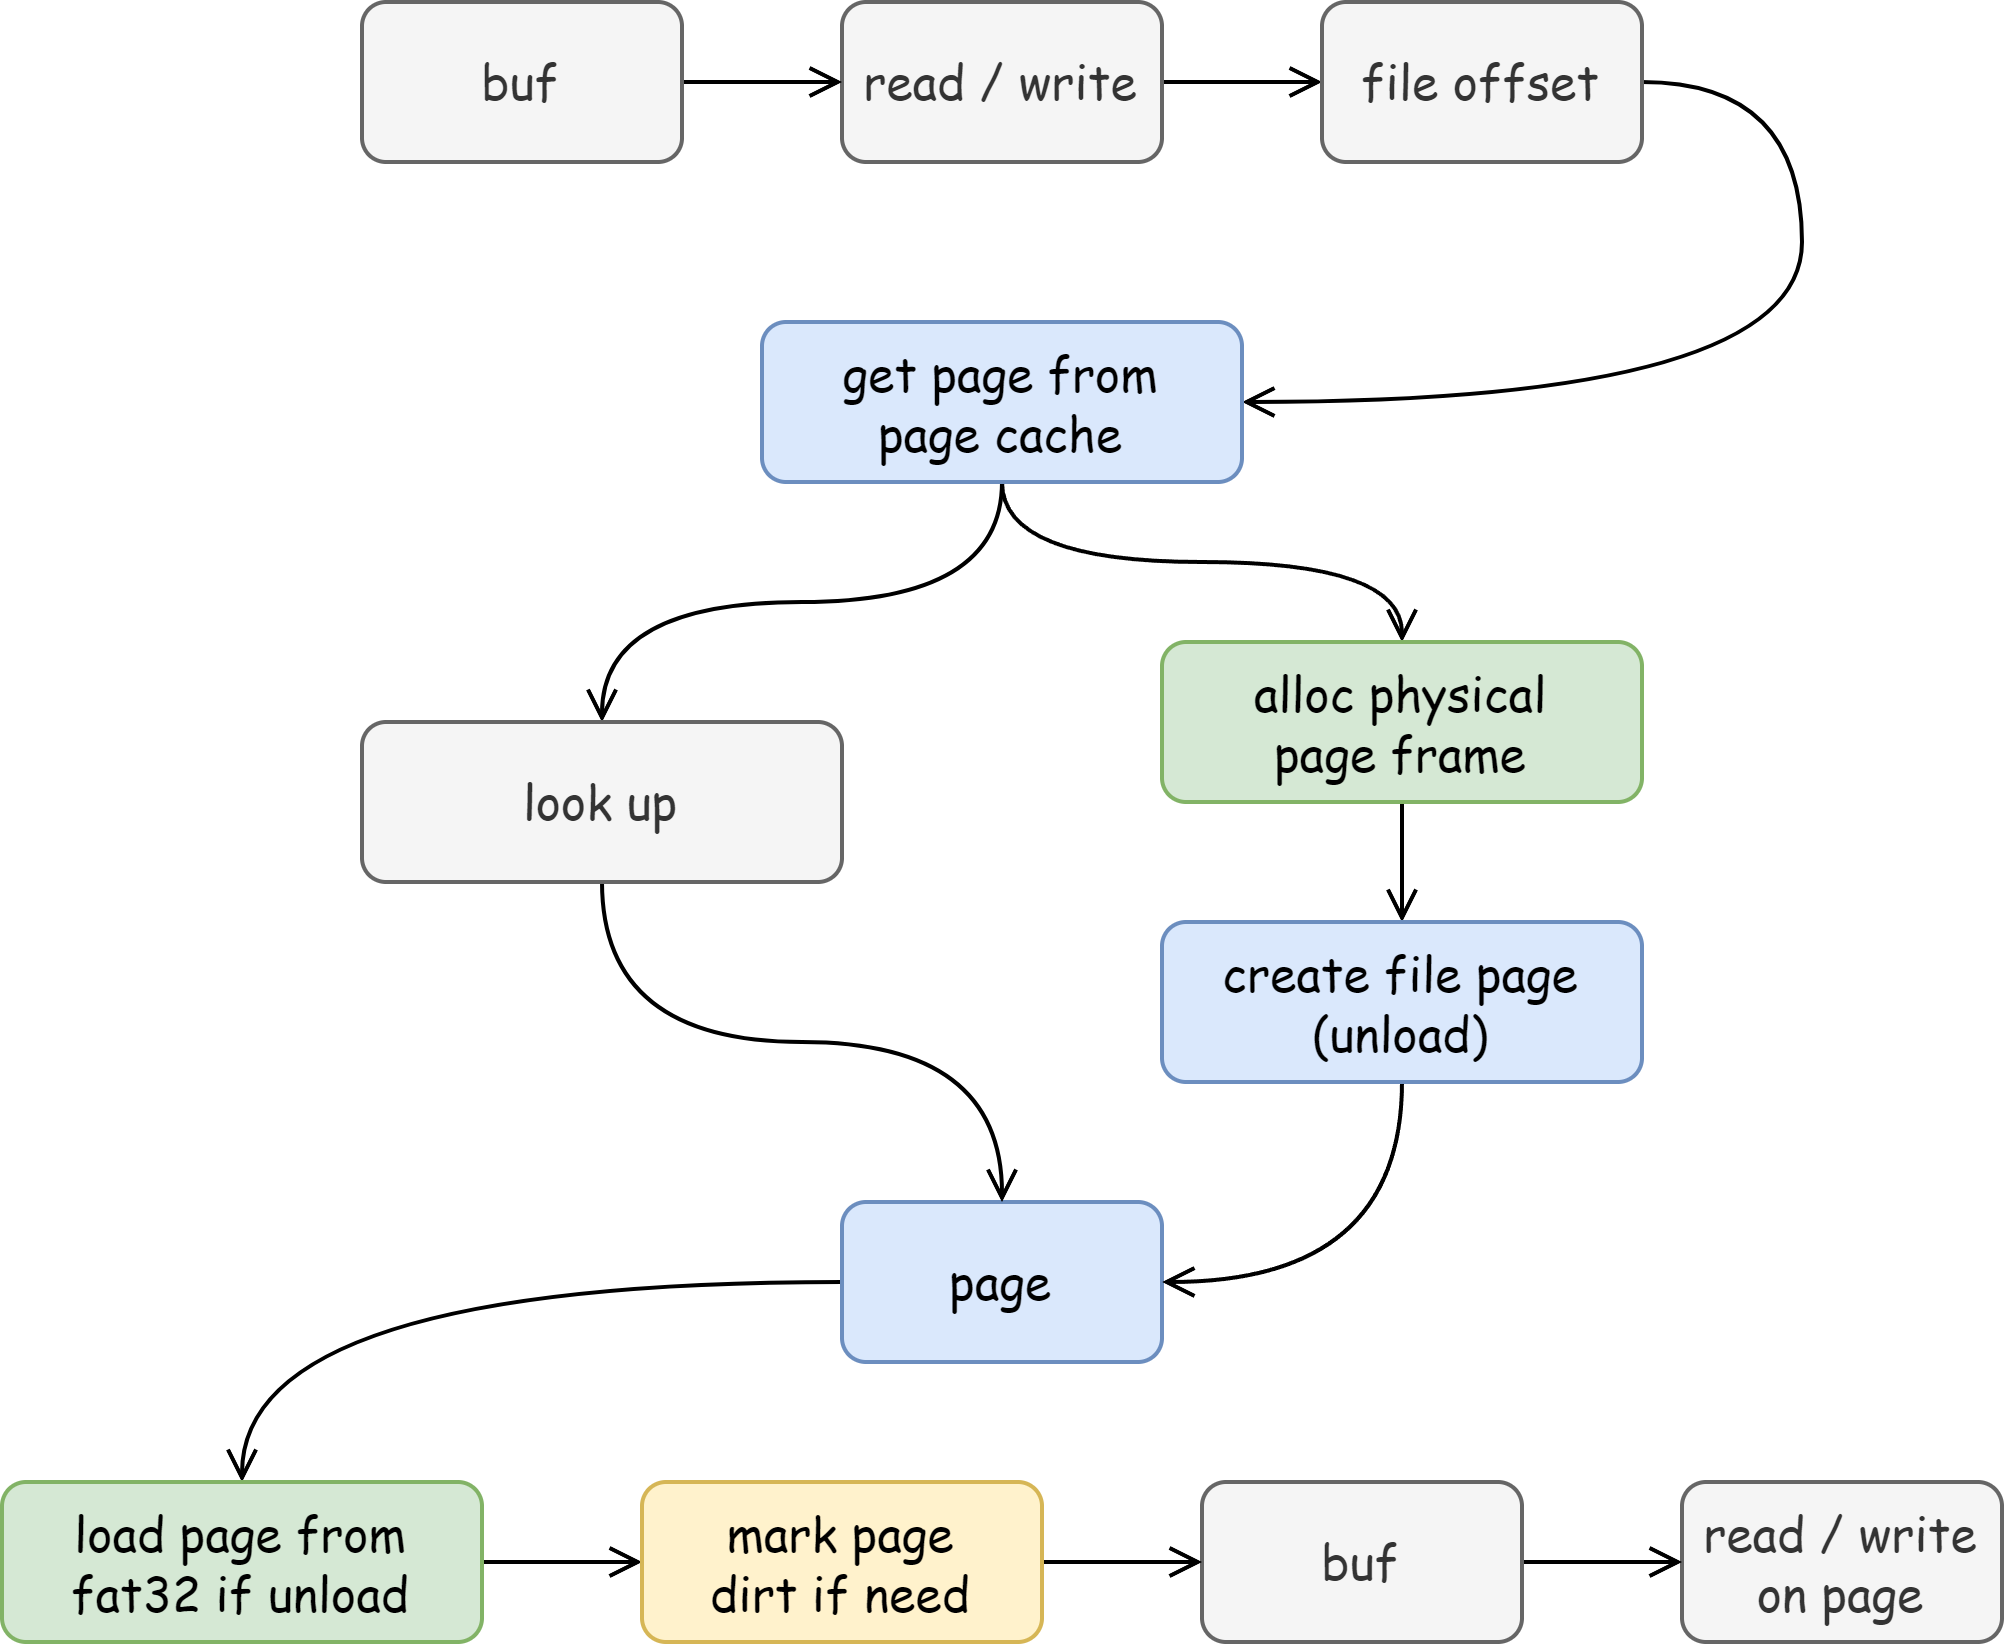 buf
read / write
file offset
get page from
page cache
alloc physical
page frame
look up
create file page
(unload)
page
load page from
fat32 if unload
mark page
dirt if need
buf
read / write
on page